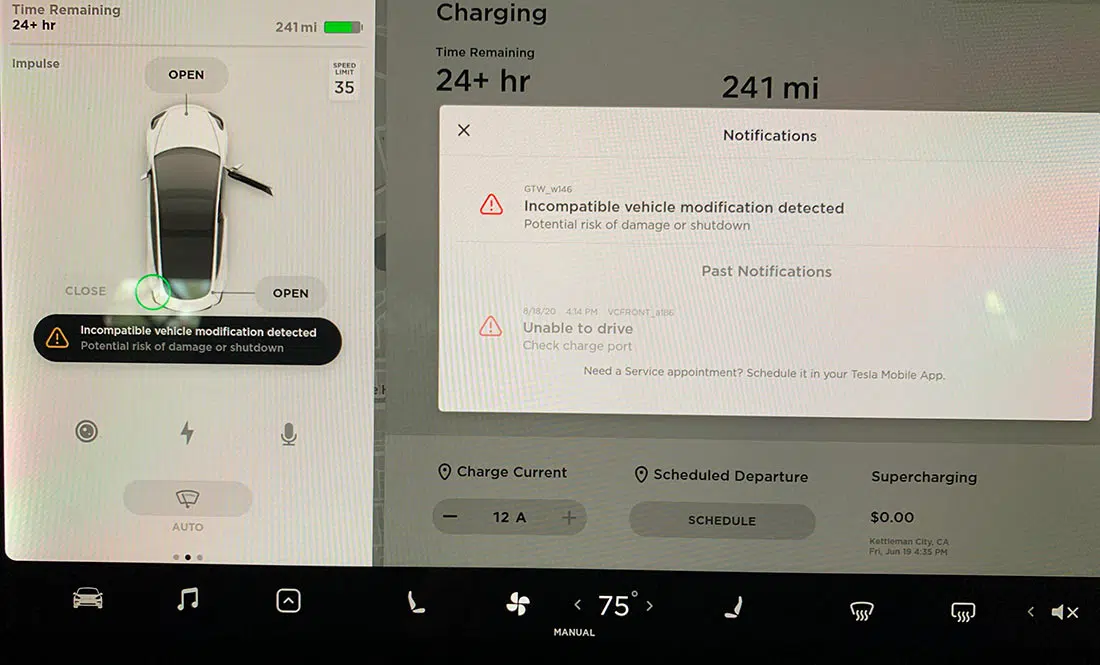 Time Remaining
24+ hr
241 mi
Impulse
OPEN
SPEED
LIMIT
35
CLOSE
OPEN
Incompatible vehicle modification detected
Potential risk of damage or shutdown
AUTO
Charging
Time Remaining
24+ hr
241 mi
Notifications
GTW_w146
Incompatible vehicle modification detected
Potential risk of damage or shutdown
Past Notifications
8/18/20 4:14 PM VCFRONT_a186
Unable to drive
Check charge port
Need a Service appointment? Schedule it in your Tesla Mobile App.
Charge Current
12 A
Scheduled Departure
SCHEDULE
Supercharging
$0.00
Kettleman City, CA
Fri, Jun 19 4:35 PM
75°
MANUAL